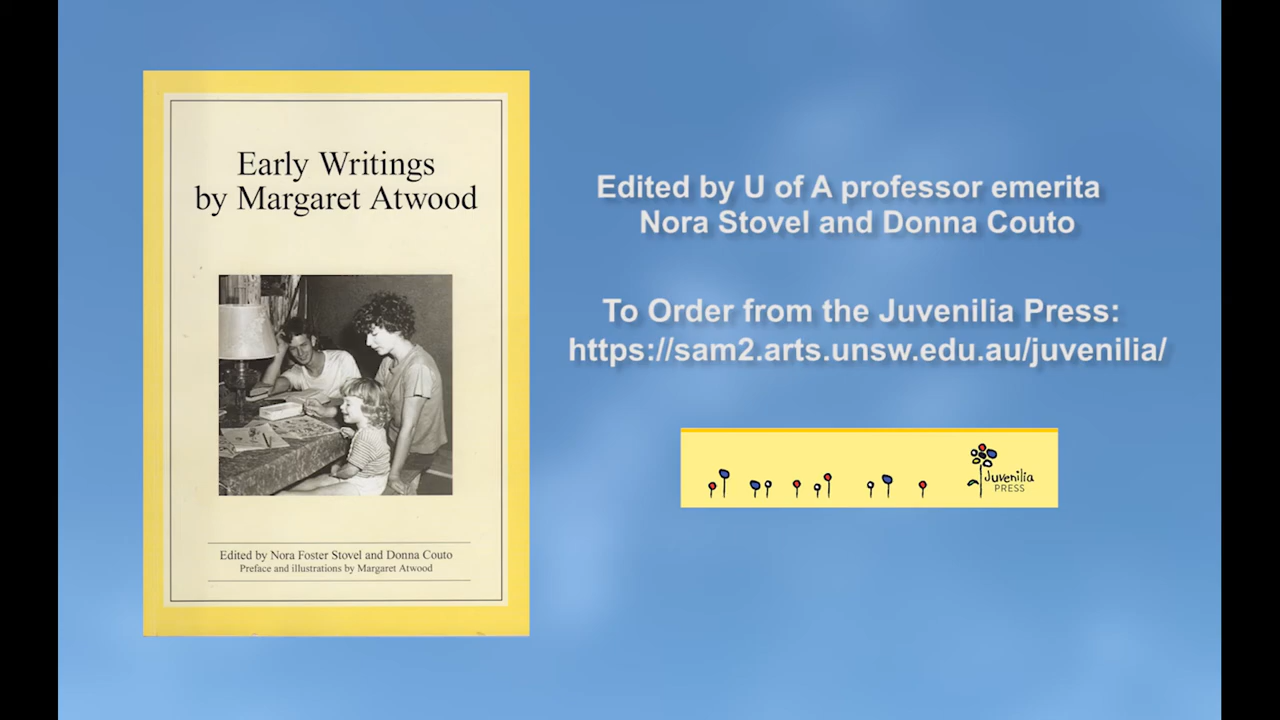 Early Writings
by Margaret Atwood
Edited by Nora Foster Stovel and Donna Couto
Preface and illustrations by Margaret Atwood
Edited by U of A professor emerita
Nora Stovel and Donna Couto
To Order from the Juvenilia Press:
https://sam2.arts.unsw.edu.au/juvenilia/
Juvenilia
PRESS